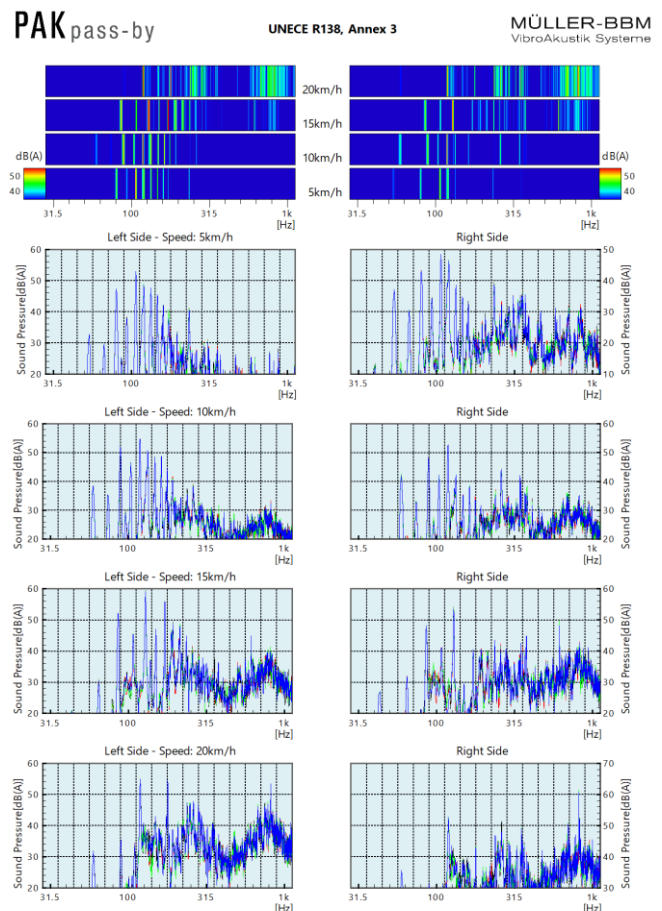 PAK pass-by UNECE R138, Annex 3 MÜLLER-BBM
VibroAkustik Systeme
20km/h
15km/h
10km/h
5km/h
dB(A) dB(A)
50 50
40 40
31.5 100 315 1k 31.5 100 315 1k
[Hz] [Hz]
Left Side - Speed: 5km/h Right Side
Sound Pressure[dB(A)] Sound Pressure[dB(A)]
60 50
50 40
40 30
30 20
20 10
31.5 100 315 1k 31.5 100 315 1k
[Hz] [Hz]
Left Side - Speed: 10km/h Right Side
Sound Pressure[dB(A)] Sound Pressure[dB(A)]
60 60
50 50
40 40
30 30
20 20
31.5 100 315 1k 31.5 100 315 1k
[Hz] [Hz]
Left Side - Speed: 15km/h Right Side
Sound Pressure[dB(A)] Sound Pressure[dB(A)]
60 60
50 50
40 40
30 30
20 20
31.5 100 315 1k 31.5 100 315 1k
[Hz] [Hz]
Left Side - Speed: 20km/h Right Side
Sound Pressure[dB(A)] Sound Pressure[dB(A)]
60 70
50 60
40 50
30 40
20 30
31.5 100 315 1k 31.5 100 315 1k
[Hz] [Hz]